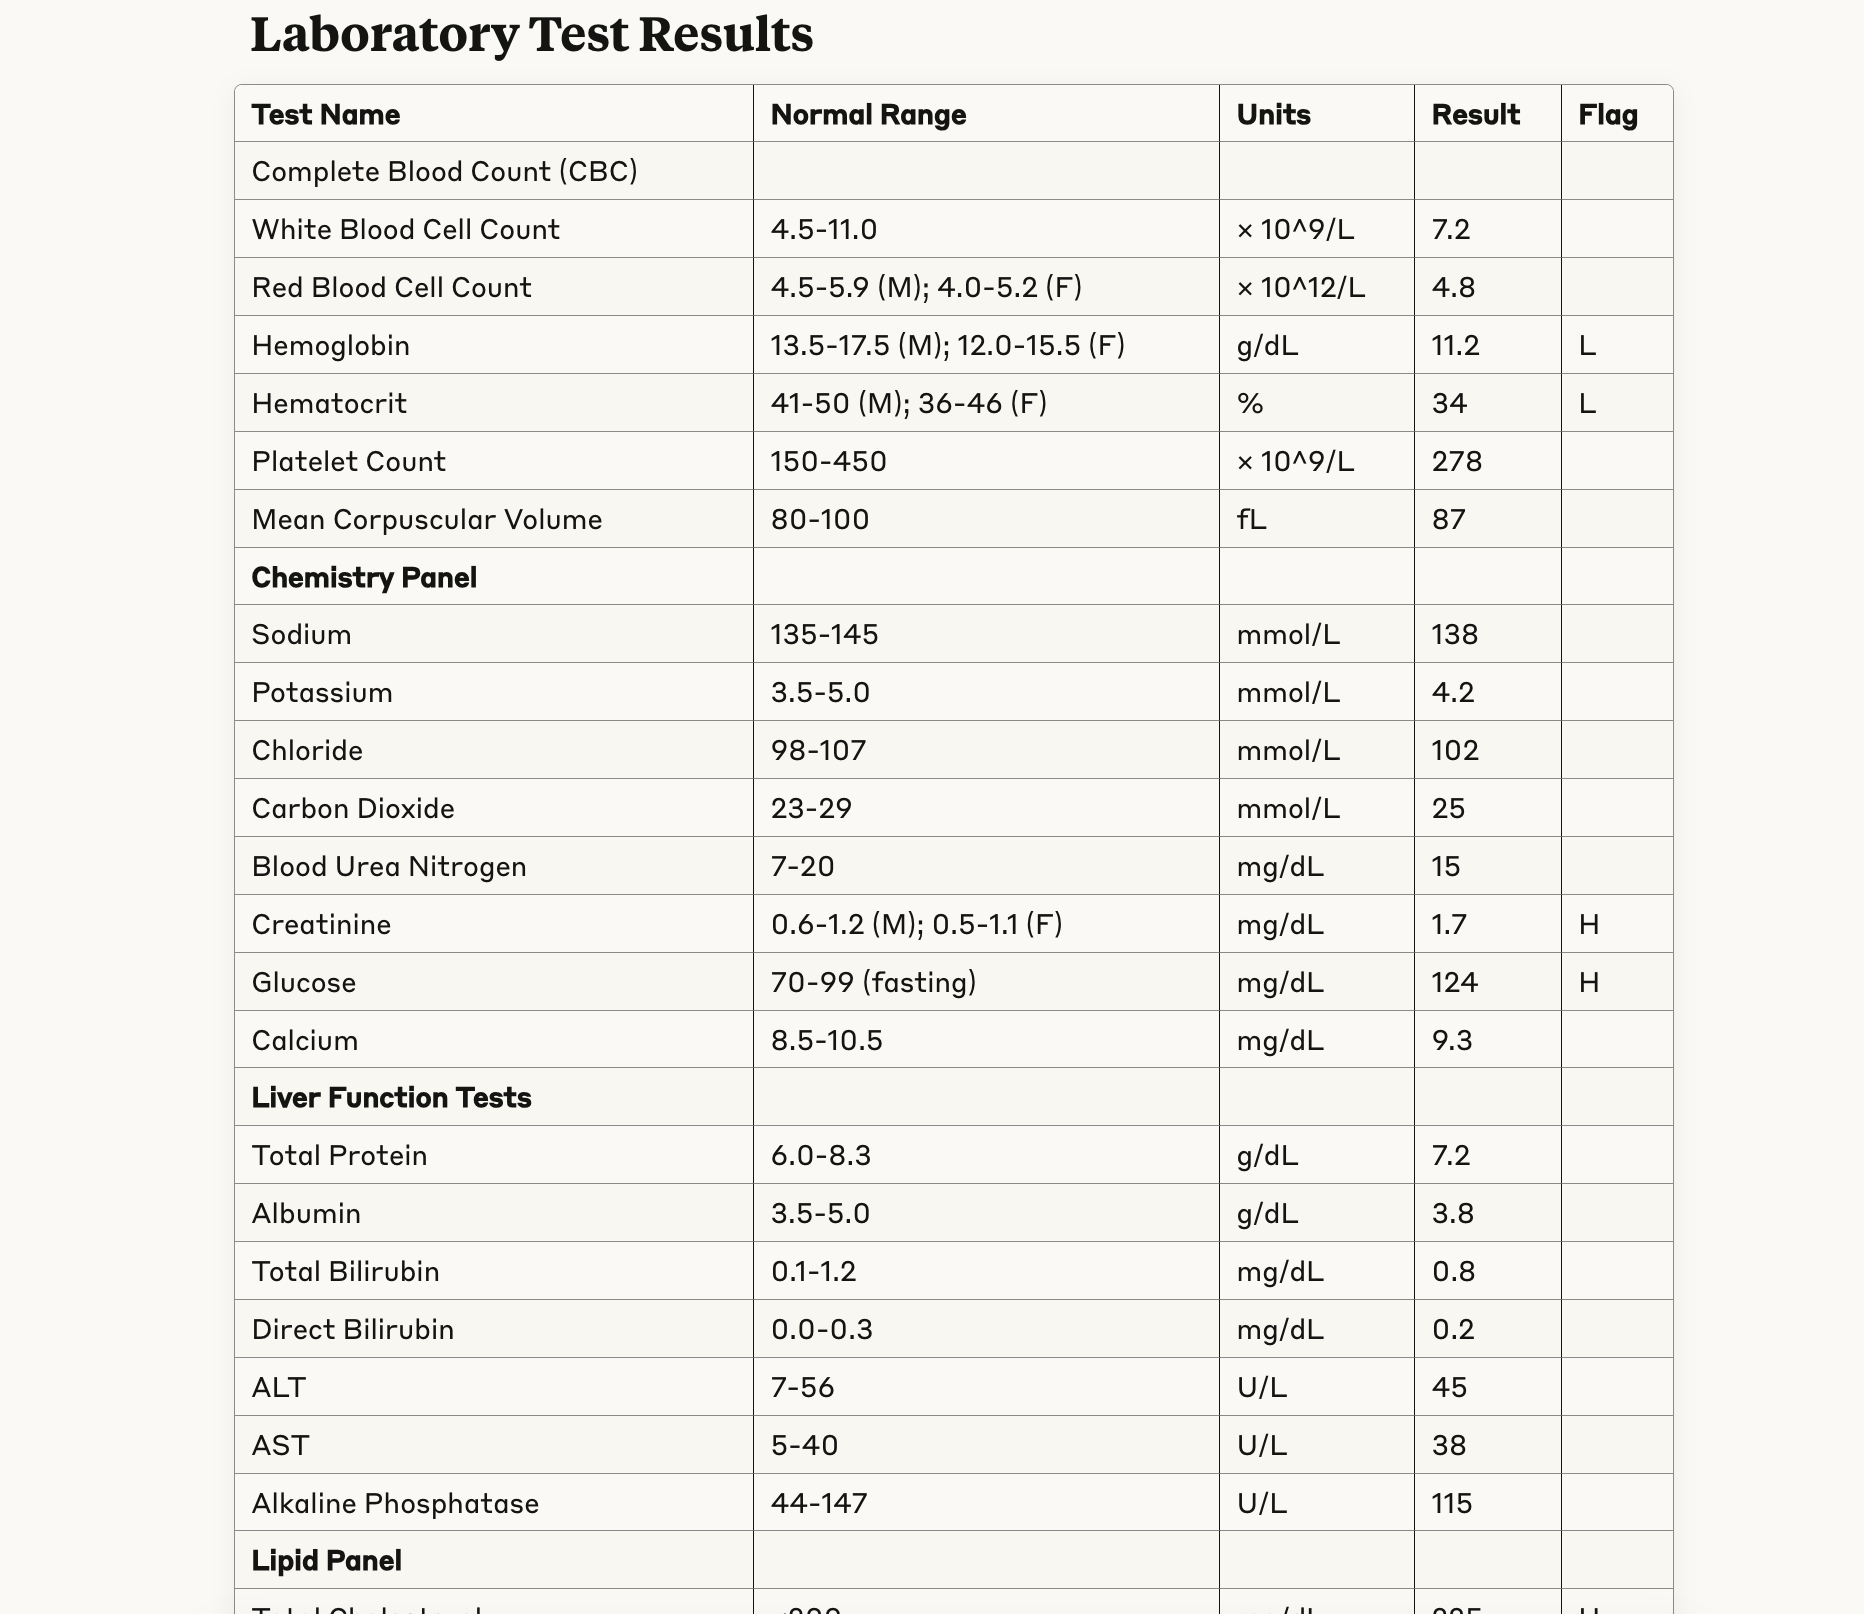 Laboratory Test Results
Test Name Normal Range Units Result Flag
Complete Blood Count (CBC)
White Blood Cell Count 4.5-11.0 × 10^9/L 7.2
Red Blood Cell Count 4.5-5.9 (M); 4.0-5.2 (F) × 10^12/L 4.8
Hemoglobin 13.5-17.5 (M); 12.0-15.5 (F) g/dL 11.2 L
Hematocrit 41-50 (M); 36-46 (F) % 34 L
Platelet Count 150-450 × 10^9/L 278
Mean Corpuscular Volume 80-100 fL 87
Chemistry Panel
Sodium 135-145 mmol/L 138
Potassium 3.5-5.0 mmol/L 4.2
Chloride 98-107 mmol/L 102
Carbon Dioxide 23-29 mmol/L 25
Blood Urea Nitrogen 7-20 mg/dL 15
Creatinine 0.6-1.2 (M); 0.5-1.1 (F) mg/dL 1.7 H
Glucose 70-99 (fasting) mg/dL 124 H
Calcium 8.5-10.5 mg/dL 9.3
Liver Function Tests
Total Protein 6.0-8.3 g/dL 7.2
Albumin 3.5-5.0 g/dL 3.8
Total Bilirubin 0.1-1.2 mg/dL 0.8
Direct Bilirubin 0.0-0.3 mg/dL 0.2
ALT 7-56 U/L 45
AST 5-40 U/L 38
Alkaline Phosphatase 44-147 U/L 115
Lipid Panel
Total Cholesterol